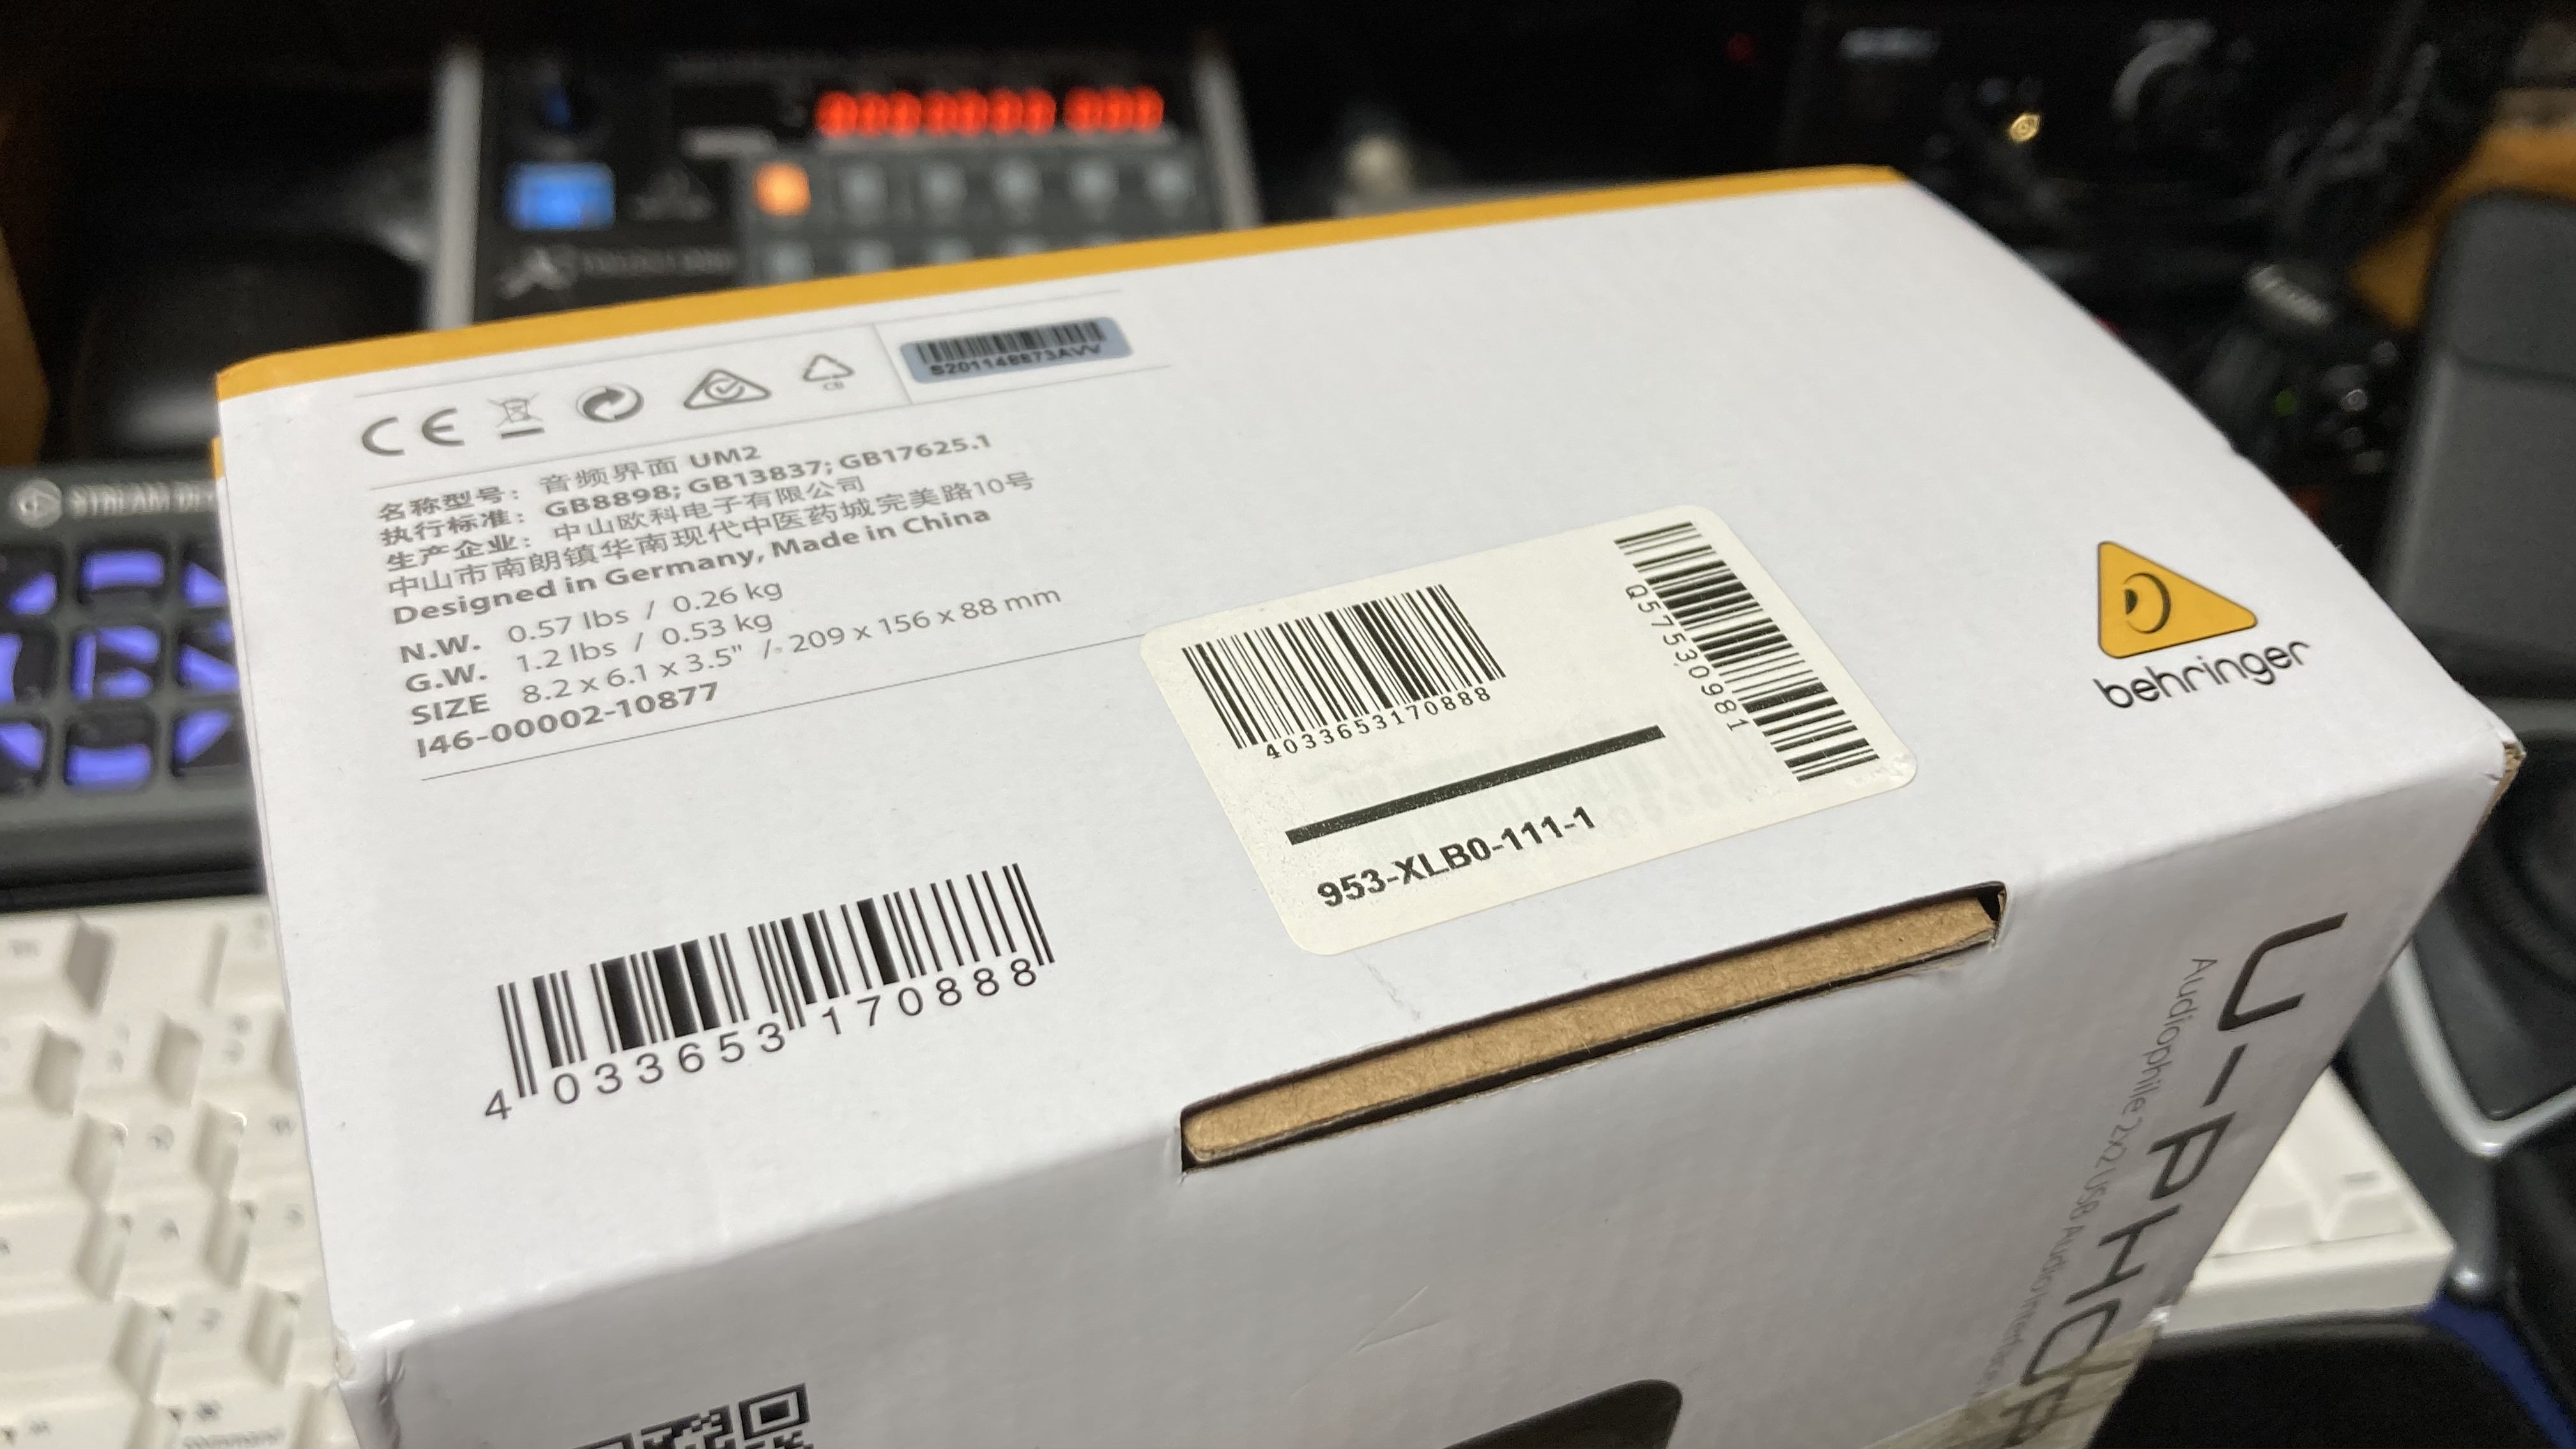 STREAM DE
S201148873AVV
CE
名称型号： 音频界面 UM2
执行标准： GB8898; GB13837; GB17625.1
生产企业： 中山欧科电子有限公司
中山市南朗镇华南现代中医药城完美路10号
Designed in Germany, Made in China
N.W. 0.57 lbs / 0.26 kg
G.W. 1.2 lbs / 0.53 kg
SIZE 8.2 x 6.1 x 3.5" / 209 x 156 x 88 mm
I46-00002-10877
4033653170888
Q57530981
953-XLB0-111-1
behringer
4 033653 170888
U-PHO
Audiophile 2x2 USB Audio Interface
command